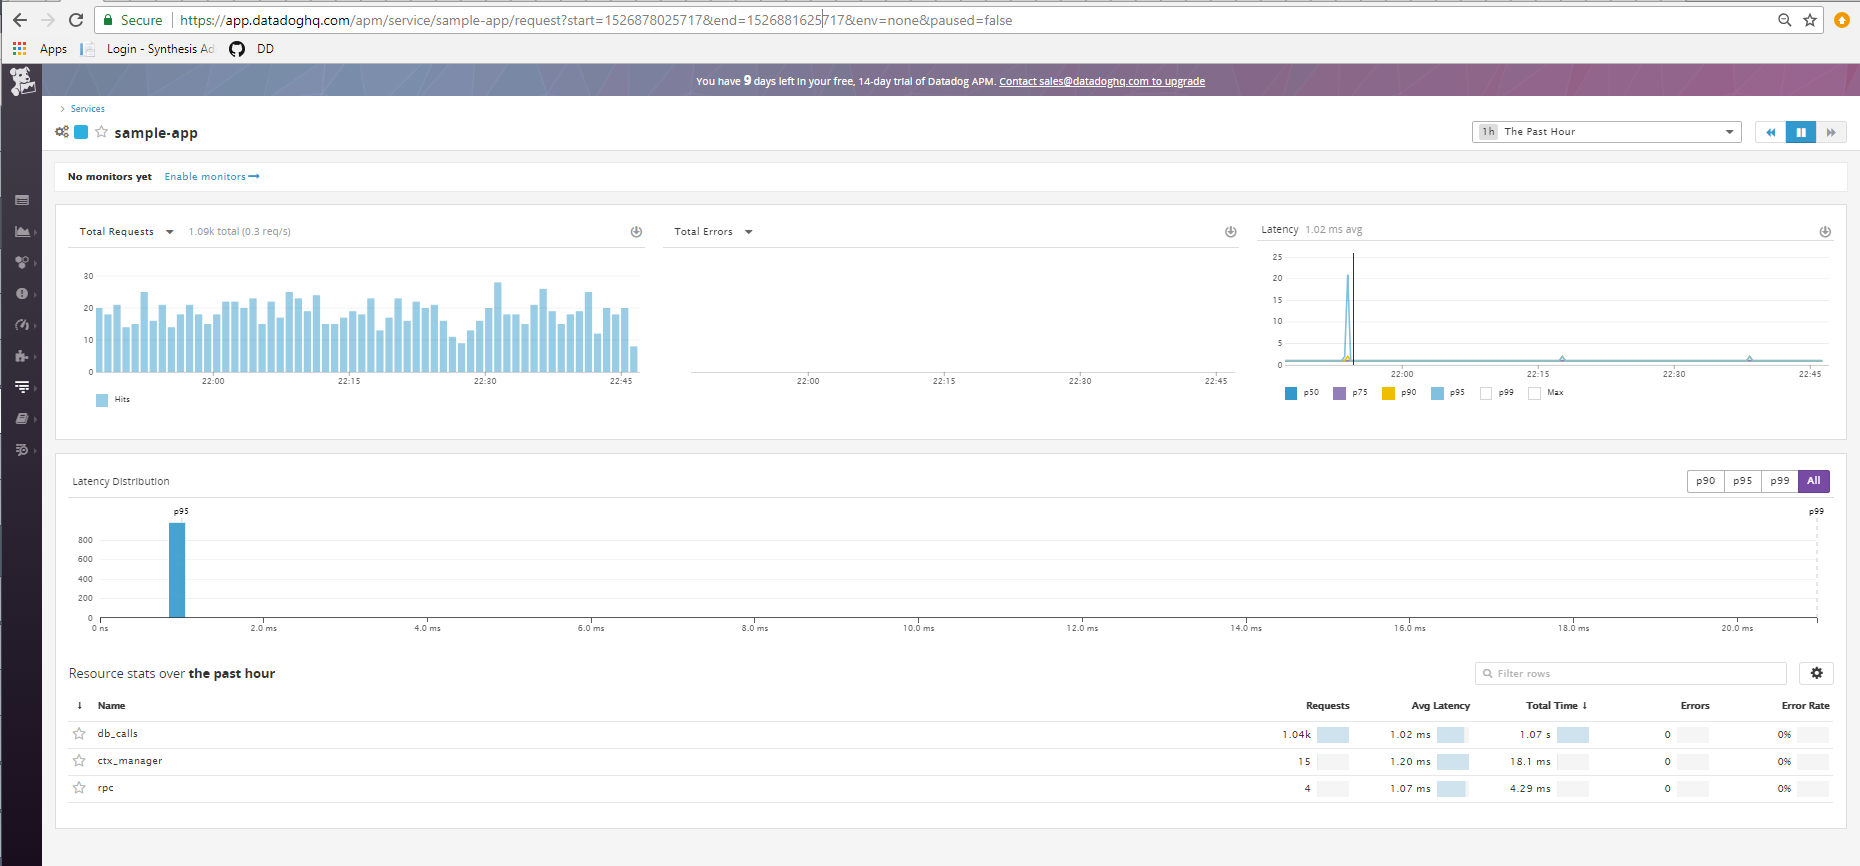 Secure https://app.datadoghq.com/apm/service/sample-app/request?start=1526878025717&end=1526881625717&env=none&paused=false
Apps Login - Synthesis Ad DD
You have 9 days left in your free, 14-day trial of Datadog APM. Contact sales@datadoghq.com to upgrade
> Services
sample-app
1h The Past Hour
No monitors yet Enable monitors
Total Requests 1.09k total (0.3 req/s)
30
20
10
0
22:00 22:15 22:30 22:45
Hits
Total Errors
22:00 22:15 22:30 22:45
Latency 1.02 ms avg
25
20
15
10
5
0
22:00 22:15 22:30 22:45
p50 p75 p90 p95 p99 Max
Latency Distribution
p90 p95 p99 All
p95 p99
800
600
400
200
0
0 ns 2.0 ms 4.0 ms 6.0 ms 8.0 ms 10.0 ms 12.0 ms 14.0 ms 16.0 ms 18.0 ms 20.0 ms
Resource stats over the past hour
Filter rows
↓ Name Requests Avg Latency Total Time ↓ Errors Error Rate
db_calls 1.04k 1.02 ms 1.07 s 0 0%
ctx_manager 15 1.20 ms 18.1 ms 0 0%
rpc 4 1.07 ms 4.29 ms 0 0%